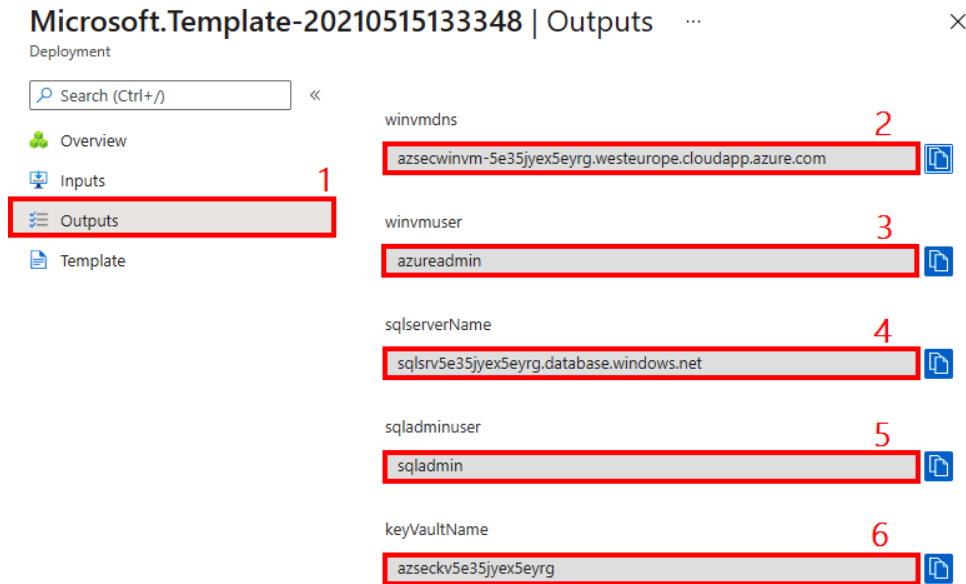 Microsoft.Template-20210515133348 | Outputs ...
Deployment
Search (Ctrl+/)
Overview
Inputs
1
Outputs
Template
winvmdns
2
azsecwinvm-5e35jyex5eyrg.westeurope.cloudapp.azure.com
winvmuser
3
azureadmin
sqlserverName
4
sqlsrv5e35jyex5eyrg.database.windows.net
sqladminuser
5
sqladmin
keyVaultName
6
azseckv5e35jyex5eyrg